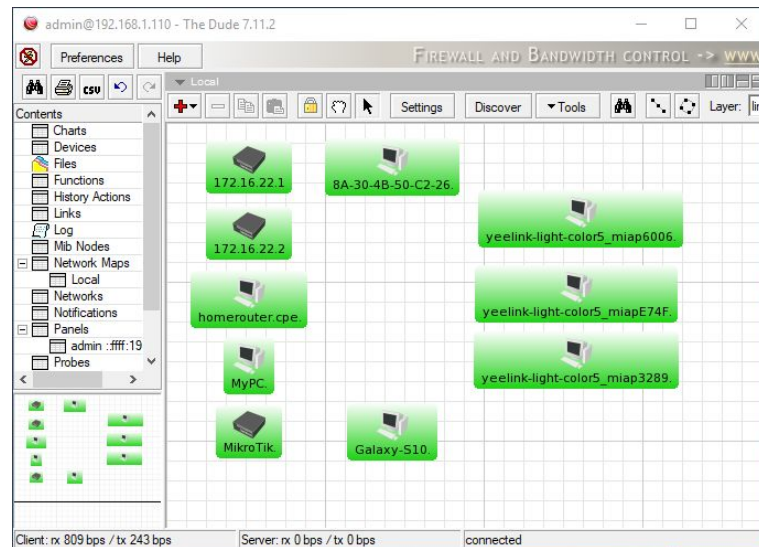 admin@192.168.1.110 - The Dude 7.11.2
Preferences
Help
FIREWALL AND BANDWIDTH CONTROL -> WWW
csv
Local
Settings
Discover
Tools
Layer:
Contents
Charts
Devices
Files
Functions
History Actions
Links
Log
Mib Nodes
Network Maps
Local
Networks
Notifications
Panels
admin ::ffff:19
Probes
172.16.22.1
8A-30-4B-50-C2-26.
172.16.22.2
yeelink-light-color5_miap6006.
homerouter.cpe.
yeelink-light-color5_miapE74F.
MyPC.
yeelink-light-color5_miap3289.
MikroTik.
Galaxy-S10.
Client: rx 809 bps / tx 243 bps
Server: rx 0 bps / tx 0 bps
connected